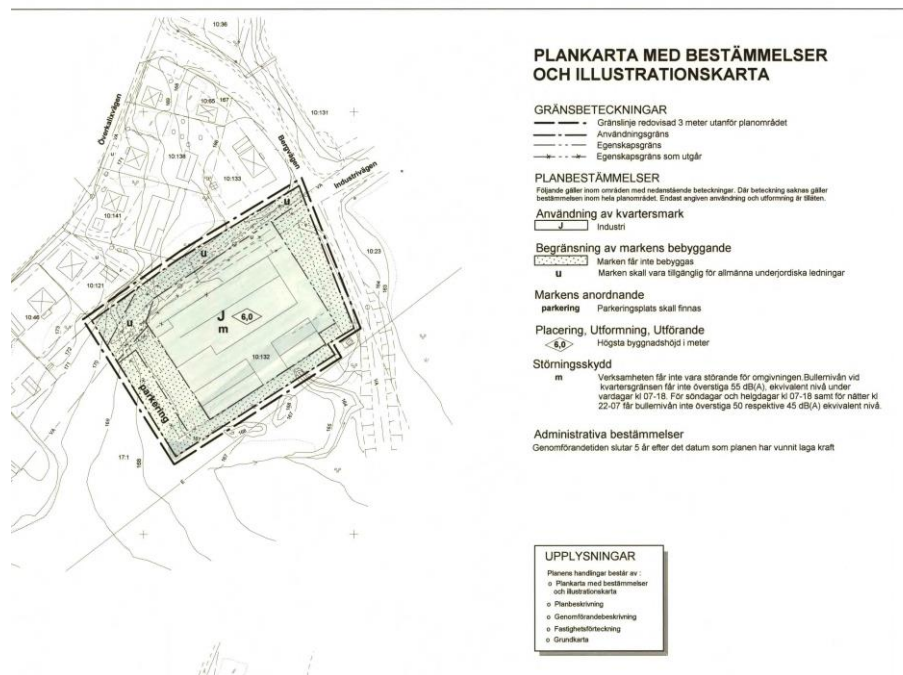 PLANKARTA MED BESTÄMMELSER
OCH ILLUSTRATIONSKARTA
GRÄNSBETECKNINGAR
Gränslinje redovisad 3 meter utanför planområdet
Användningsgräns
Egenskapsgräns
Egenskapsgräns som utgår
PLANBESTÄMMELSER
Följande gäller inom områden med nedanstående beteckningar. Där beteckning saknas gäller
bestämmelsen inom hela planområdet. Endast angiven användning och utformning är tillåten.
Användning av kvartersmark
J Industri
Begränsning av markens bebyggande
Marken får inte bebyggas
u Marken skall vara tillgänglig för allmänna underjordiska ledningar
Markens anordnande
parkering Parkeringsplats skall finnas
Placering, Utformning, Utförande
6,0 Högsta byggnadshöjd i meter
Störningsskydd
m Verksamheten får inte vara störande för omgivningen.Bullernivån vid
kvartersgränsen får inte överstiga 55 dB(A), ekvivalent nivå under
vardagar kl 07-18. För söndagar och helgdagar kl 07-18 samt för nätter kl
22-07 får bullernivån inte överstiga 50 respektive 45 dB(A) ekvivalent nivå.
Administrativa bestämmelser
Genomförandetiden slutar 5 år efter det datum som planen har vunnit laga kraft
UPPLYSNINGAR
Planens handlingar består av :
o Plankarta med bestämmelser
och illustrationskarta
o Planbeskrivning
o Genomförandebeskrivning
o Fastighetsförteckning
o Grundkarta
10:96
Överkalixvägen
10:65
167
10:131
Bergvägen
10:138
10:133
Industrivägen
10:141
u
10:23
u
10:121
10:46
u
J
6,0
m
10:132
parkering
17:1